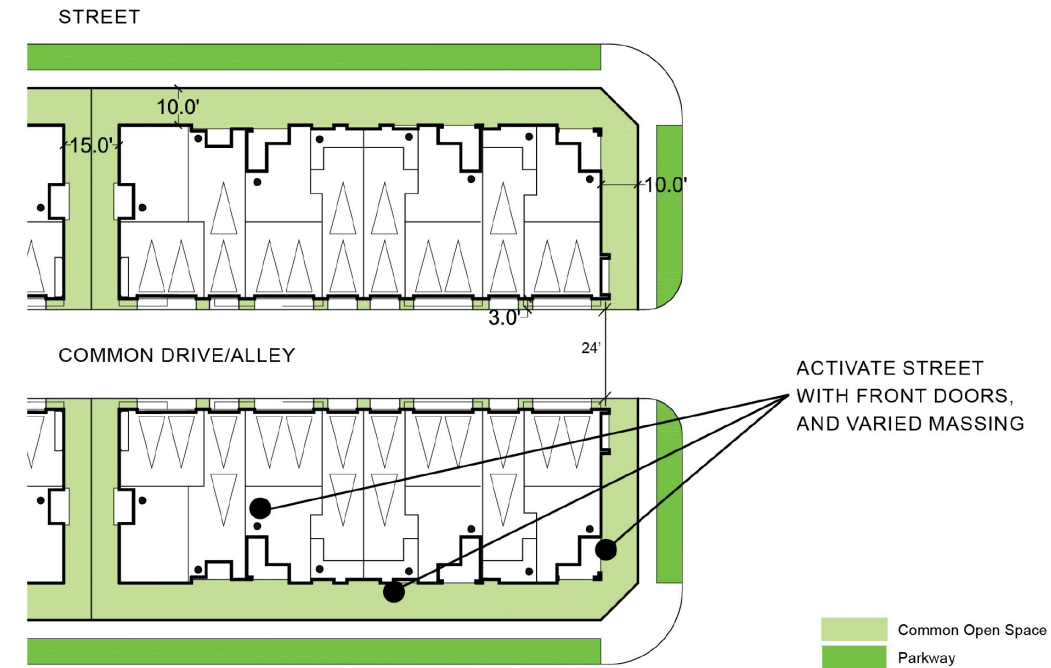 STREET
10.0'
15.0'
10.0'
3.0'
COMMON DRIVE/ALLEY
24'
ACTIVATE STREET
WITH FRONT DOORS,
AND VARIED MASSING
Common Open Space
Parkway